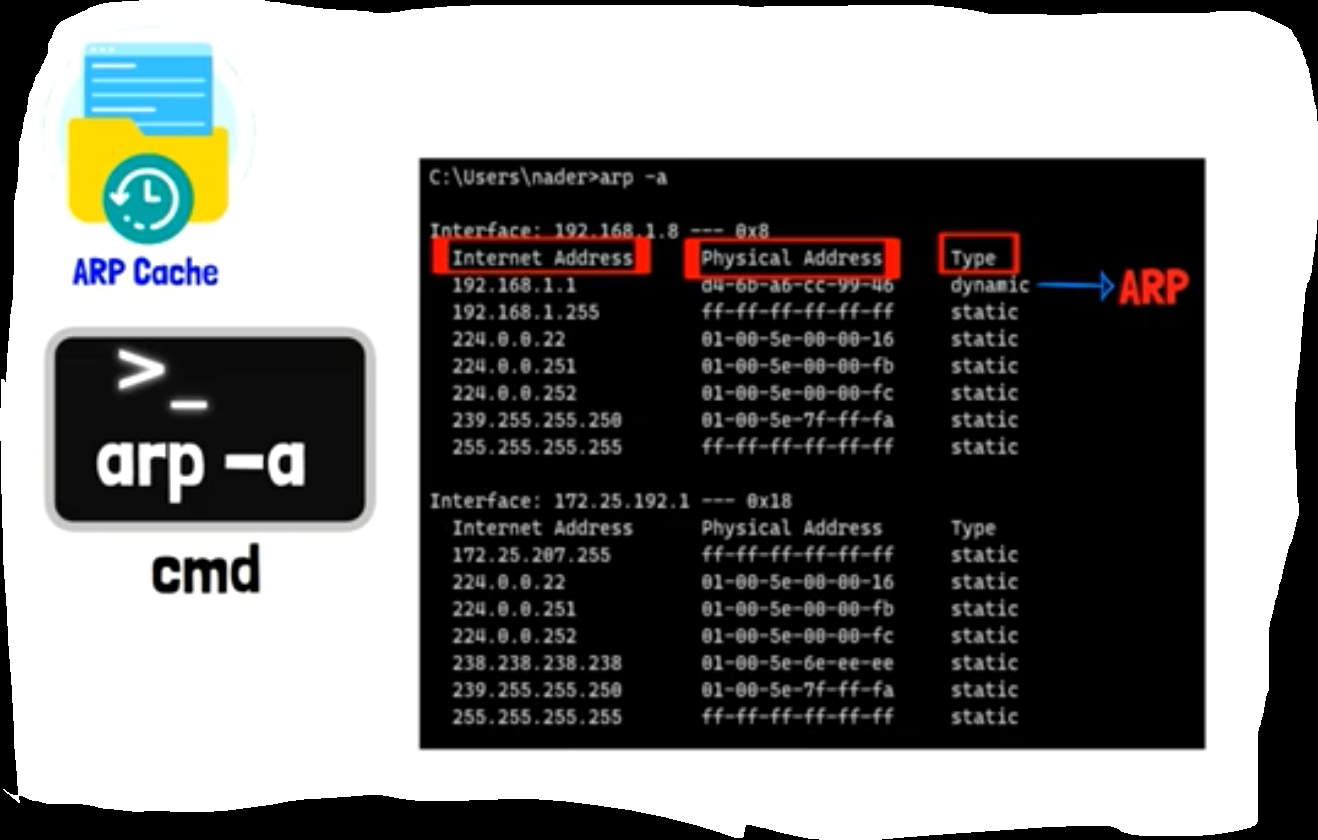 ARP Cache
>_
arp -a
cmd
C:\Users\nader>arp -a
Interface: 192.168.1.8 --- 0x8
Internet Address Physical Address Type
192.168.1.1 d4-6b-a6-cc-99-46 dynamic ARP
192.168.1.255 ff-ff-ff-ff-ff-ff static
224.0.0.22 01-00-5e-00-00-16 static
224.0.0.251 01-00-5e-00-00-fb static
224.0.0.252 01-00-5e-00-00-fc static
239.255.255.250 01-00-5e-7f-ff-fa static
255.255.255.255 ff-ff-ff-ff-ff-ff static
Interface: 172.25.192.1 --- 0x18
Internet Address Physical Address Type
172.25.207.255 ff-ff-ff-ff-ff-ff static
224.0.0.22 01-00-5e-00-00-16 static
224.0.0.251 01-00-5e-00-00-fb static
224.0.0.252 01-00-5e-00-00-fc static
238.238.238.238 01-00-5e-6e-ee-ee static
239.255.255.250 01-00-5e-7f-ff-fa static
255.255.255.255 ff-ff-ff-ff-ff-ff static